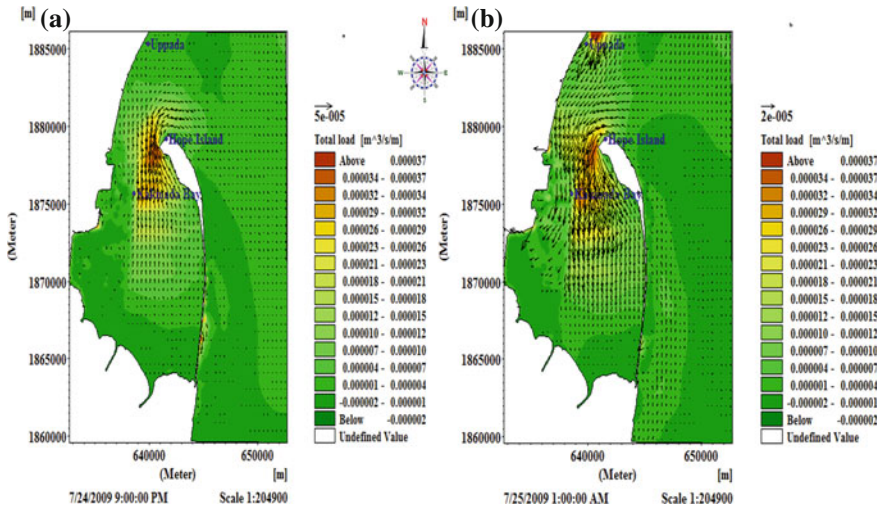 (a)
[m]
1885000
1880000
1875000
1870000
1865000
1860000
(Meter)
Uppada
Hope Island
Kakinada Bay
640000
650000
(Meter)
[m]
7/24/2009 9:00:00 PM
Scale 1:204900
N
W
E
S
5e-005
Total load [m^3/s/m]
Above 0.000037
0.000034 - 0.000037
0.000032 - 0.000034
0.000029 - 0.000032
0.000026 - 0.000029
0.000023 - 0.000026
0.000021 - 0.000023
0.000018 - 0.000021
0.000015 - 0.000018
0.000012 - 0.000015
0.000010 - 0.000012
0.000007 - 0.000010
0.000004 - 0.000007
0.000001 - 0.000004
-0.000002 - 0.000001
Below -0.000002
Undefined Value
(b)
[m]
1885000
1880000
1875000
1870000
1865000
1860000
(Meter)
Uppada
Hope Island
Kakinada Bay
640000
650000
(Meter)
[m]
7/25/2009 1:00:00 AM
Scale 1:204900
2e-005
Total load [m^3/s/m]
Above 0.000037
0.000034 - 0.000037
0.000032 - 0.000034
0.000029 - 0.000032
0.000026 - 0.000029
0.000023 - 0.000026
0.000021 - 0.000023
0.000018 - 0.000021
0.000015 - 0.000018
0.000012 - 0.000015
0.000010 - 0.000012
0.000007 - 0.000010
0.000004 - 0.000007
0.000001 - 0.000004
-0.000002 - 0.000001
Below -0.000002
Undefined Value